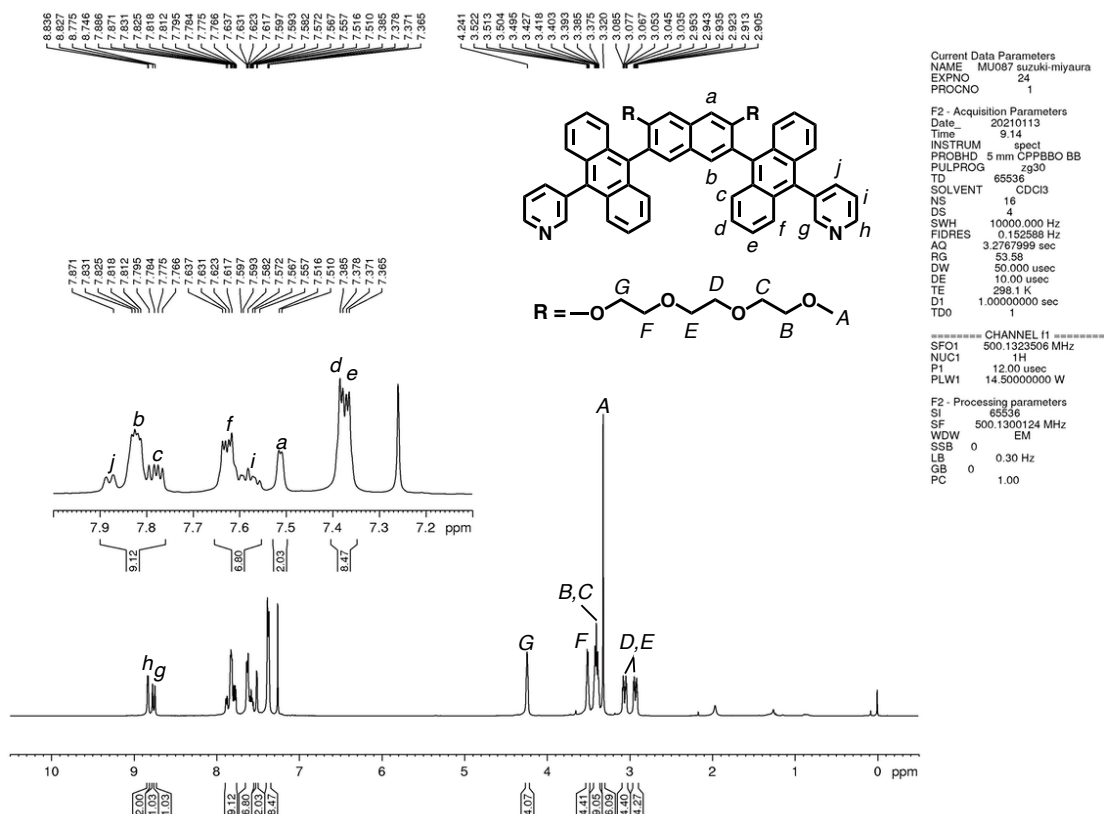 8.836 8.827 8.775 8.746 7.886 7.871 7.831 7.825 7.818 7.812 7.795 7.784 7.775 7.766 7.637 7.631 7.623 7.617 7.597 7.593 7.582 7.572 7.567 7.557 7.516 7.510 7.385 7.378 7.371 7.365
4.241 3.522 3.513 3.504 3.495 3.427 3.418 3.403 3.393 3.385 3.375 3.320 3.085 3.077 3.067 3.053 3.045 3.035 2.953 2.943 2.935 2.923 2.913 2.905
Current Data Parameters
NAME MU087 suzuki-miyaura
EXPNO 24
PROCNO 1
F2 - Acquisition Parameters
Date_ 20210113
Time 9.14
INSTRUM spect
PROBHD 5 mm CPPBBO BB
PULPROG zg30
TD 65536
SOLVENT CDCl3
NS 16
DS 4
SWH 10000.000 Hz
FIDRES 0.152588 Hz
AQ 3.2767999 sec
RG 53.58
DW 50.000 usec
DE 10.00 usec
TE 298.1 K
D1 1.00000000 sec
TD0 1
======== CHANNEL f1 ========
SFO1 500.1323506 MHz
NUC1 1H
P1 12.00 usec
PLW1 14.50000000 W
F2 - Processing parameters
SI 65536
SF 500.1300124 MHz
WDW EM
SSB 0
LB 0.30 Hz
GB 0
PC 1.00
a
R R
b j
c i
N d f g N h
e
7.871 7.831 7.825 7.818 7.812 7.795 7.784 7.775 7.766 7.637 7.631 7.623 7.617 7.597 7.593 7.582 7.572 7.567 7.557 7.516 7.510 7.385 7.378 7.371 7.365
G D C
R = O O O O A
F E B
d e
b f a
j c i
7.9 7.8 7.7 7.6 7.5 7.4 7.3 7.2 ppm
9.12 6.80 2.03 8.47
A
B,C
h g G F D,E
10 9 8 7 6 5 4 3 2 1 0 ppm
2.00 1.03 1.03 9.12 6.80 2.03 8.47 4.07 4.41 9.05 6.09 4.40 4.27